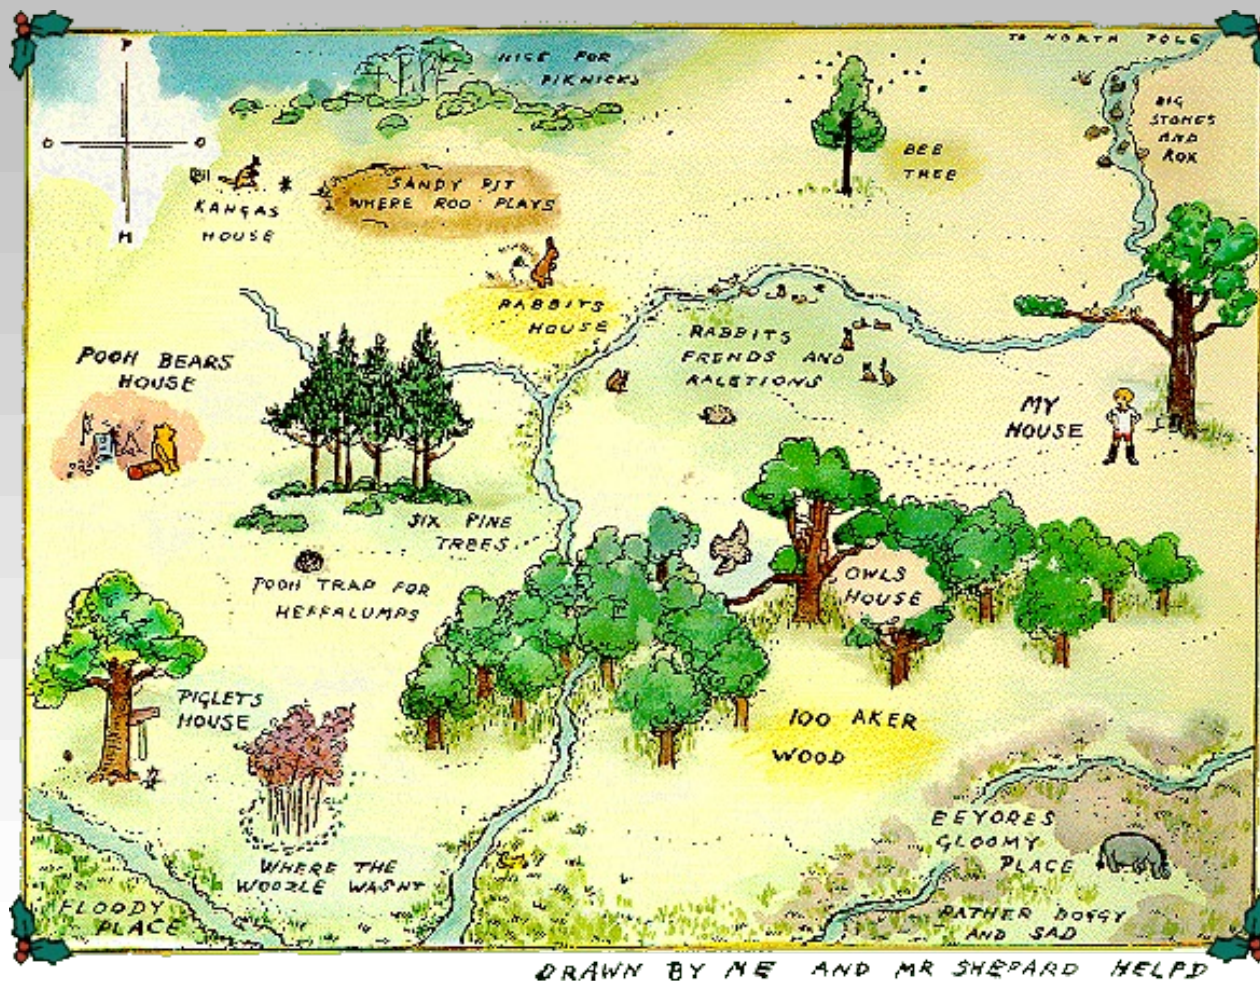 TO NORTH POLE
P
O
O
H
NICE FOR
PIKNICKS
BIG
STONES
AND
ROX
BEE
TREE
SANDY PIT
WHERE ROO PLAYS
KANGAS
HOUSE
RABBITS
HOUSE
RABBITS
FRENDS AND
RALETIONS
POOH BEARS
HOUSE
MY
HOUSE
SIX PINE
TREES
POOH TRAP FOR
HEFFALUMPS
OWLS
HOUSE
PIGLETS
HOUSE
100 AKER
WOOD
EEYORES
GLOOMY
PLACE
WHERE THE
WOOZLE WASNT
FLOODY
PLACE
RATHER BOGGY
AND SAD
DRAWN BY ME AND MR SHEPARD HELPD